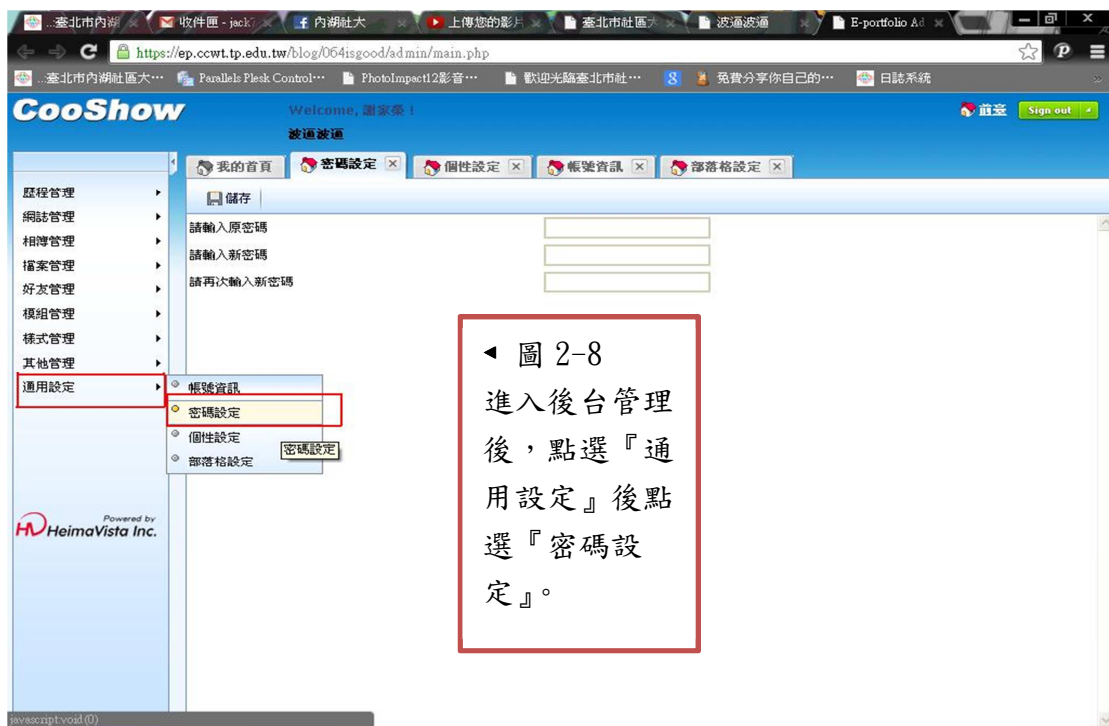 ...臺北市內湖
收件匣 - jack7
內湖社大
上傳您的影片
臺北市社區大
波逼波逼
E-portfolio Ad
https://ep.ccwt.tp.edu.tw/blog/064isgood/admin/main.php
...臺北市內湖社區大…
Parallels Plesk Control…
PhotoImpact12影音…
歡迎光臨臺北市社…
免費分享你自己的…
日誌系統
CooShow
Welcome, 謝家榮 !
波逼波逼
前臺
Sign out
我的首頁
密碼設定
個性設定
帳號資訊
部落格設定
儲存
歷程管理
網誌管理
相簿管理
檔案管理
好友管理
模組管理
樣式管理
其他管理
通用設定
請輸入原密碼
請輸入新密碼
請再次輸入新密碼
帳號資訊
密碼設定
個性設定
部落格設定
密碼設定
◀ 圖 2-8
進入後台管理
後，點選『通
用設定』後點
選『密碼設
定』。
Powered by
HeimaVista Inc.
javascript:void(0)